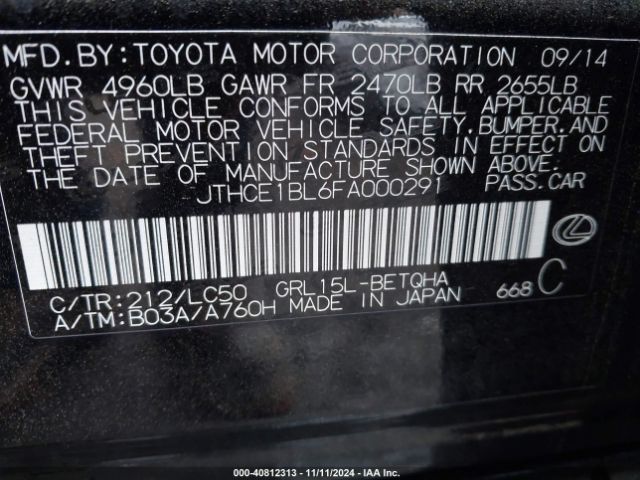 MFD.BY:TOYOTA MOTOR CORPORATION 09/14
GVWR 4960LB GAWR FR 2470LB RR 2655LB
THIS VEHICLE CONFORMS TO ALL APPLICABLE
FEDERAL MOTOR VEHICLE SAFETY,BUMPER,AND
THEFT PREVENTION STANDARDS IN EFFECT ON
THE DATE OF MANUFACTURE SHOWN ABOVE.
JTHCE1BL6FA000291 PASS.CAR
C/TR:212/LC50 GRL15L-BETQHA
A/TM:B03A/A760H MADE IN JAPAN 668 C
000-40812313 - 11/11/2024 - IAA Inc.